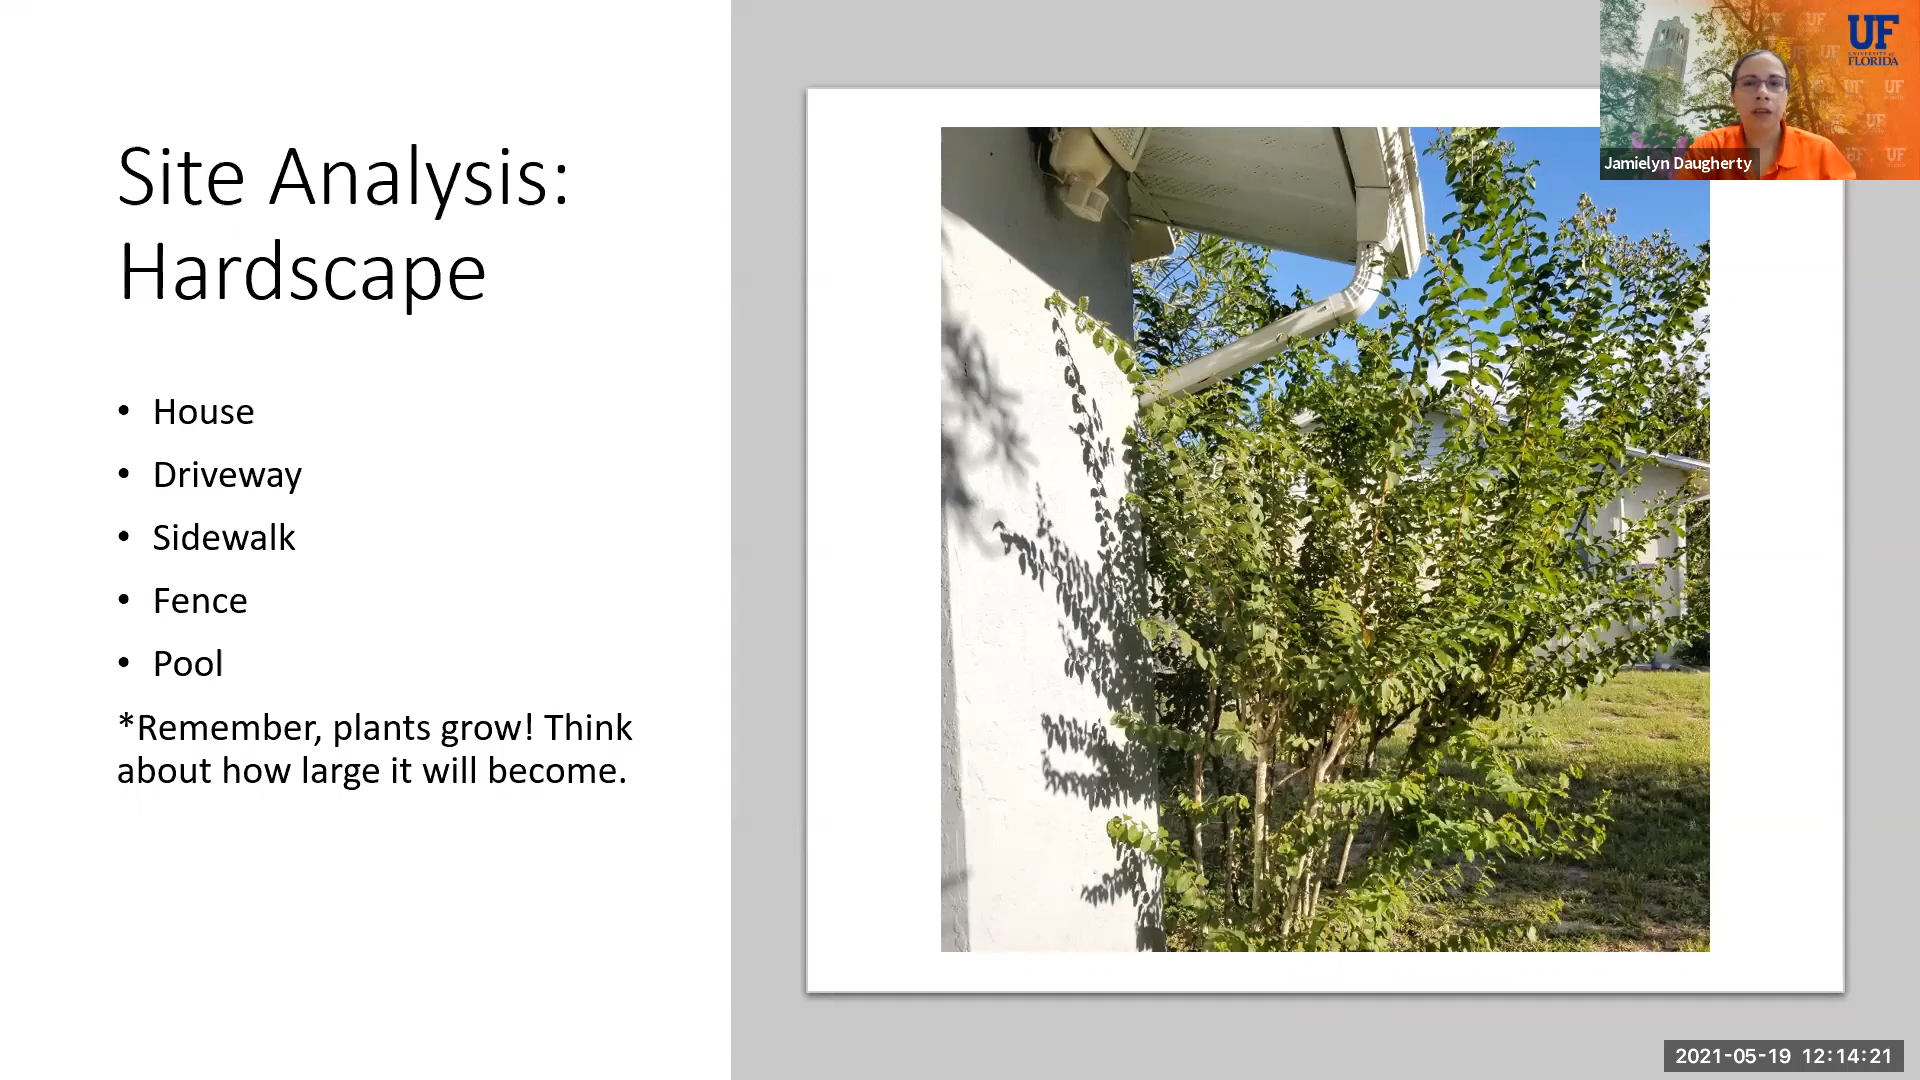 Site Analysis:
Hardscape
• House
• Driveway
• Sidewalk
• Fence
• Pool
*Remember, plants grow! Think
about how large it will become.
UF
UNIVERSITY of
FLORIDA
Jamielyn Daugherty
2021-05-19 12:14:21